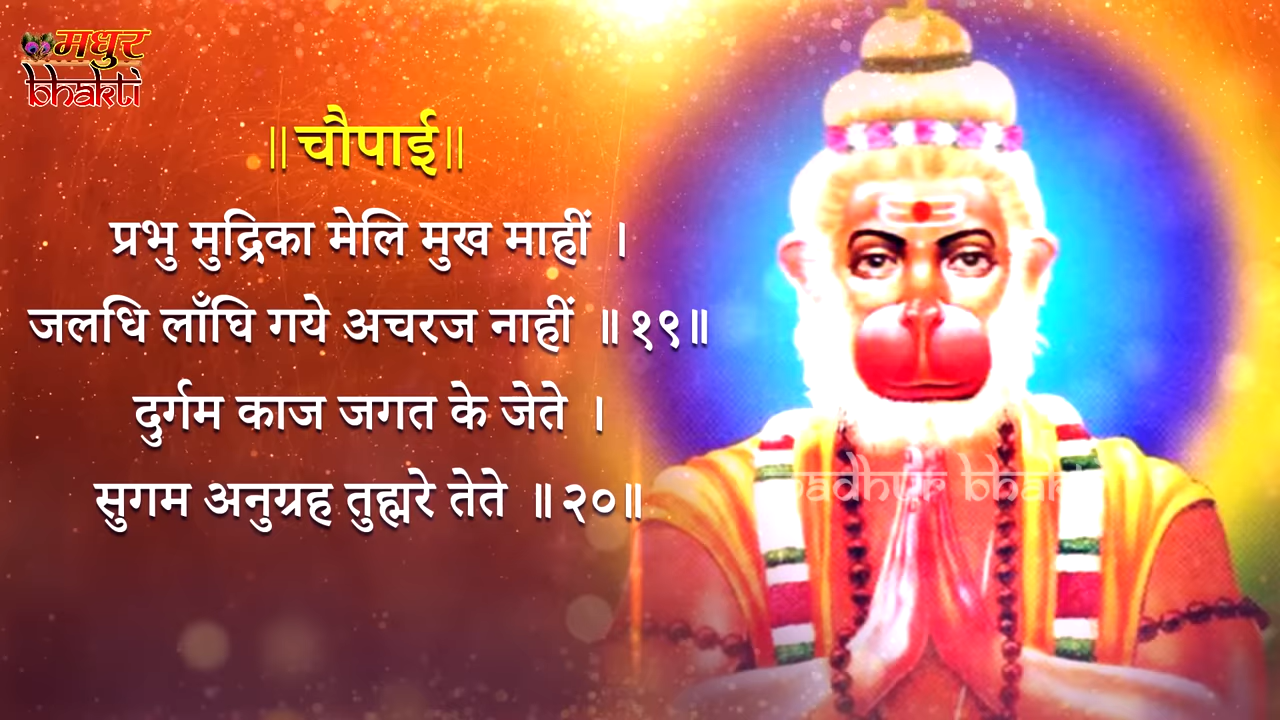 मधुर
bhakti
॥चौपाई॥
प्रभु मुद्रिका मेलि मुख माहीं ।
जलधि लाँघि गये अचरज नाहीं ॥१९॥
दुर्गम काज जगत के जेते ।
सुगम अनुग्रह तुह्मरे तेते ॥२०॥